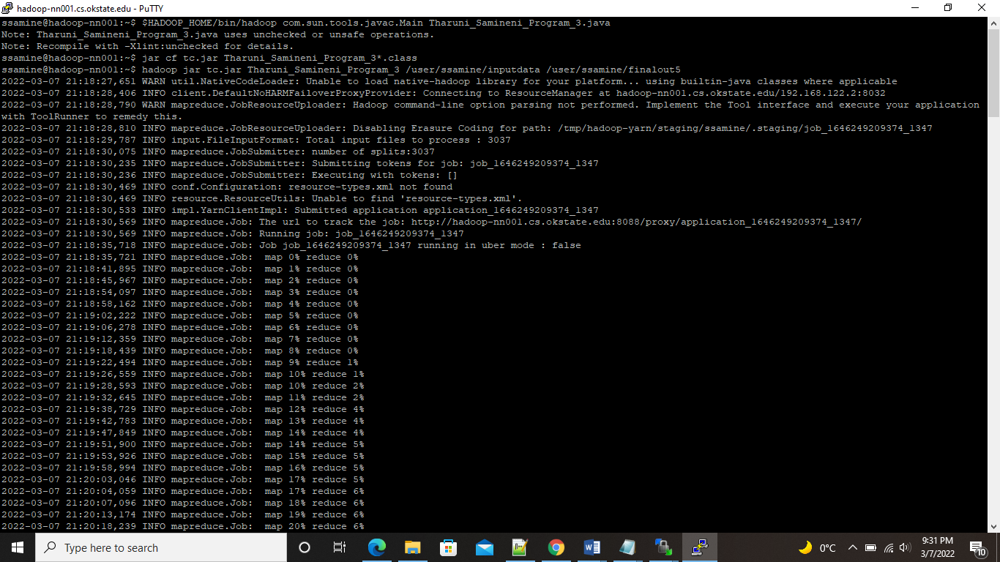 hadoop-nn001.cs.okstate.edu - PuTTY
ssamine@hadoop-nn001:~$ $HADOOP_HOME/bin/hadoop com.sun.tools.javac.Main Tharuni_Samineni_Program_3.java
Note: Tharuni_Samineni_Program_3.java uses unchecked or unsafe operations.
Note: Recompile with -Xlint:unchecked for details.
ssamine@hadoop-nn001:~$ jar cf tc.jar Tharuni_Samineni_Program_3*.class
ssamine@hadoop-nn001:~$ hadoop jar tc.jar Tharuni_Samineni_Program_3 /user/ssamine/inputdata /user/ssamine/finalout5
2022-03-07 21:18:27,651 WARN util.NativeCodeLoader: Unable to load native-hadoop library for your platform... using builtin-java classes where applicable
2022-03-07 21:18:28,406 INFO client.DefaultNoHARMFailoverProxyProvider: Connecting to ResourceManager at hadoop-nn001.cs.okstate.edu/192.168.122.2:8032
2022-03-07 21:18:28,790 WARN mapreduce.JobResourceUploader: Hadoop command-line option parsing not performed. Implement the Tool interface and execute your application
with ToolRunner to remedy this.
2022-03-07 21:18:28,810 INFO mapreduce.JobResourceUploader: Disabling Erasure Coding for path: /tmp/hadoop-yarn/staging/ssamine/.staging/job_1646249209374_1347
2022-03-07 21:18:29,787 INFO input.FileInputFormat: Total input files to process : 3037
2022-03-07 21:18:30,075 INFO mapreduce.JobSubmitter: number of splits:3037
2022-03-07 21:18:30,235 INFO mapreduce.JobSubmitter: Submitting tokens for job: job_1646249209374_1347
2022-03-07 21:18:30,236 INFO mapreduce.JobSubmitter: Executing with tokens: []
2022-03-07 21:18:30,469 INFO conf.Configuration: resource-types.xml not found
2022-03-07 21:18:30,469 INFO resource.ResourceUtils: Unable to find 'resource-types.xml'.
2022-03-07 21:18:30,533 INFO impl.YarnClientImpl: Submitted application application_1646249209374_1347
2022-03-07 21:18:30,569 INFO mapreduce.Job: The url to track the job: http://hadoop-nn001.cs.okstate.edu:8088/proxy/application_1646249209374_1347/
2022-03-07 21:18:30,569 INFO mapreduce.Job: Running job: job_1646249209374_1347
2022-03-07 21:18:35,718 INFO mapreduce.Job: Job job_1646249209374_1347 running in uber mode : false
2022-03-07 21:18:35,721 INFO mapreduce.Job:  map 0% reduce 0%
2022-03-07 21:18:41,895 INFO mapreduce.Job:  map 1% reduce 0%
2022-03-07 21:18:45,967 INFO mapreduce.Job:  map 2% reduce 0%
2022-03-07 21:18:54,097 INFO mapreduce.Job:  map 3% reduce 0%
2022-03-07 21:18:58,162 INFO mapreduce.Job:  map 4% reduce 0%
2022-03-07 21:19:02,222 INFO mapreduce.Job:  map 5% reduce 0%
2022-03-07 21:19:06,278 INFO mapreduce.Job:  map 6% reduce 0%
2022-03-07 21:19:12,359 INFO mapreduce.Job:  map 7% reduce 0%
2022-03-07 21:19:18,439 INFO mapreduce.Job:  map 8% reduce 0%
2022-03-07 21:19:22,494 INFO mapreduce.Job:  map 9% reduce 1%
2022-03-07 21:19:26,559 INFO mapreduce.Job:  map 10% reduce 1%
2022-03-07 21:19:28,593 INFO mapreduce.Job:  map 10% reduce 2%
2022-03-07 21:19:32,645 INFO mapreduce.Job:  map 11% reduce 2%
2022-03-07 21:19:38,729 INFO mapreduce.Job:  map 12% reduce 4%
2022-03-07 21:19:42,783 INFO mapreduce.Job:  map 13% reduce 4%
2022-03-07 21:19:47,849 INFO mapreduce.Job:  map 14% reduce 4%
2022-03-07 21:19:51,900 INFO mapreduce.Job:  map 14% reduce 5%
2022-03-07 21:19:53,926 INFO mapreduce.Job:  map 15% reduce 5%
2022-03-07 21:19:58,994 INFO mapreduce.Job:  map 16% reduce 5%
2022-03-07 21:20:03,046 INFO mapreduce.Job:  map 17% reduce 5%
2022-03-07 21:20:04,059 INFO mapreduce.Job:  map 17% reduce 6%
2022-03-07 21:20:07,096 INFO mapreduce.Job:  map 18% reduce 6%
2022-03-07 21:20:13,174 INFO mapreduce.Job:  map 19% reduce 6%
2022-03-07 21:20:18,239 INFO mapreduce.Job:  map 20% reduce 6%
Type here to search
0°C
9:31 PM
3/7/2022
10